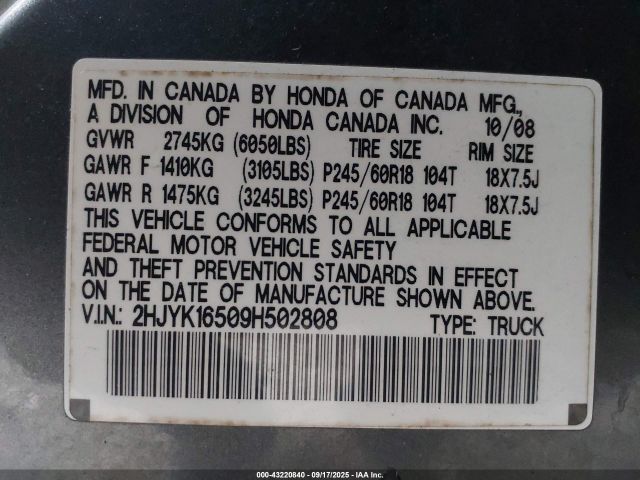 MFD. IN CANADA BY HONDA OF CANADA MFG.,
A DIVISION OF HONDA CANADA INC. 10/08
GVWR 2745KG (6050LBS) TIRE SIZE RIM SIZE
GAWR F 1410KG (3105LBS) P245/60R18 104T 18X7.5J
GAWR R 1475KG (3245LBS) P245/60R18 104T 18X7.5J
THIS VEHICLE CONFORMS TO ALL APPLICABLE
FEDERAL MOTOR VEHICLE SAFETY
AND THEFT PREVENTION STANDARDS IN EFFECT
ON THE DATE OF MANUFACTURE SHOWN ABOVE.
V.I.N.: 2HJYK16509H502808 TYPE: TRUCK
000-43220840 - 09/17/2025 - IAA Inc.